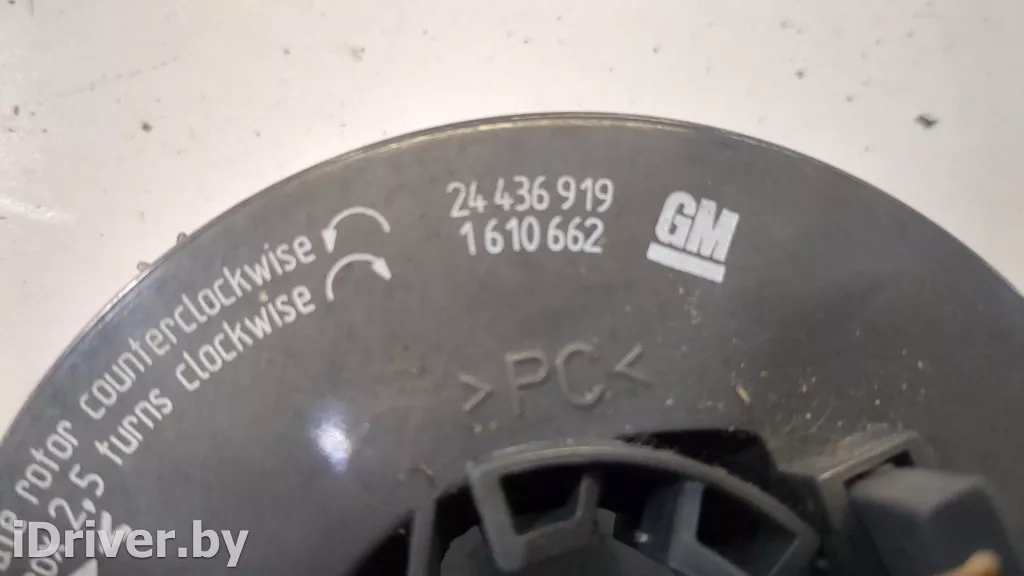 24 436 919
1 610 662
GM
rotor counterclockwise
2,5 turns clockwise
>PC<
iDriver.by